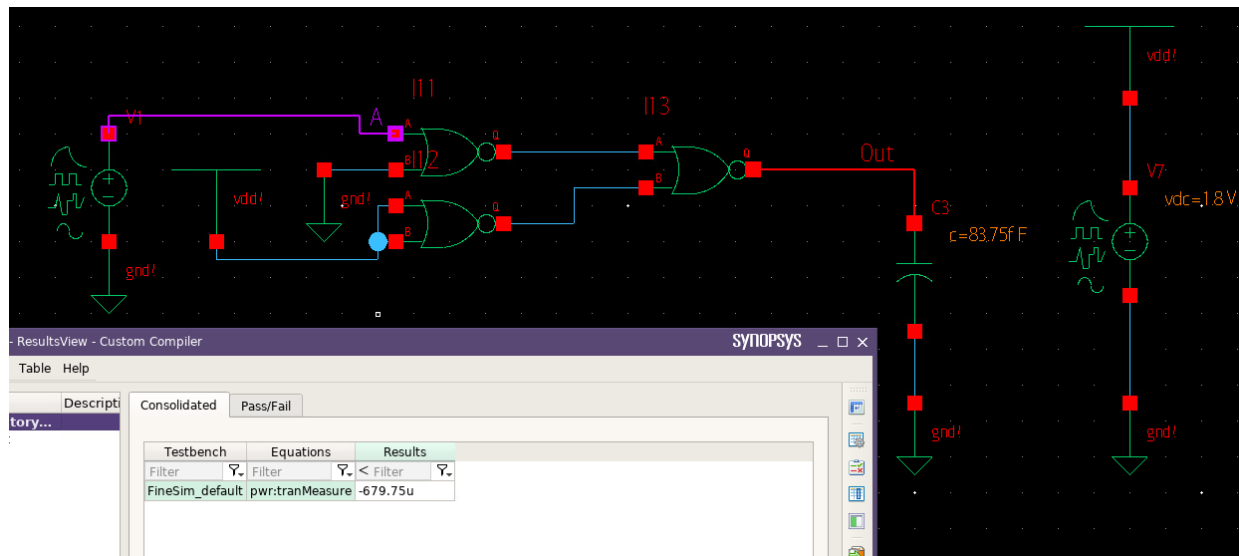 vdd!
I11
V1
A
I13
A
Q
A
Q
Out
B
I12
B
V7
vdd!
gnd!
A
Q
vdc=1.8 V
C3
B
c=83.75f F
gnd!
- ResultsView - Custom Compiler
SYNOPSYS
Table Help
Descripti
Consolidated
Pass/Fail
tory...
gnd!
gnd!
Testbench Equations Results
Filter Filter < Filter
FineSim_default pwr:tranMeasure -679.75u